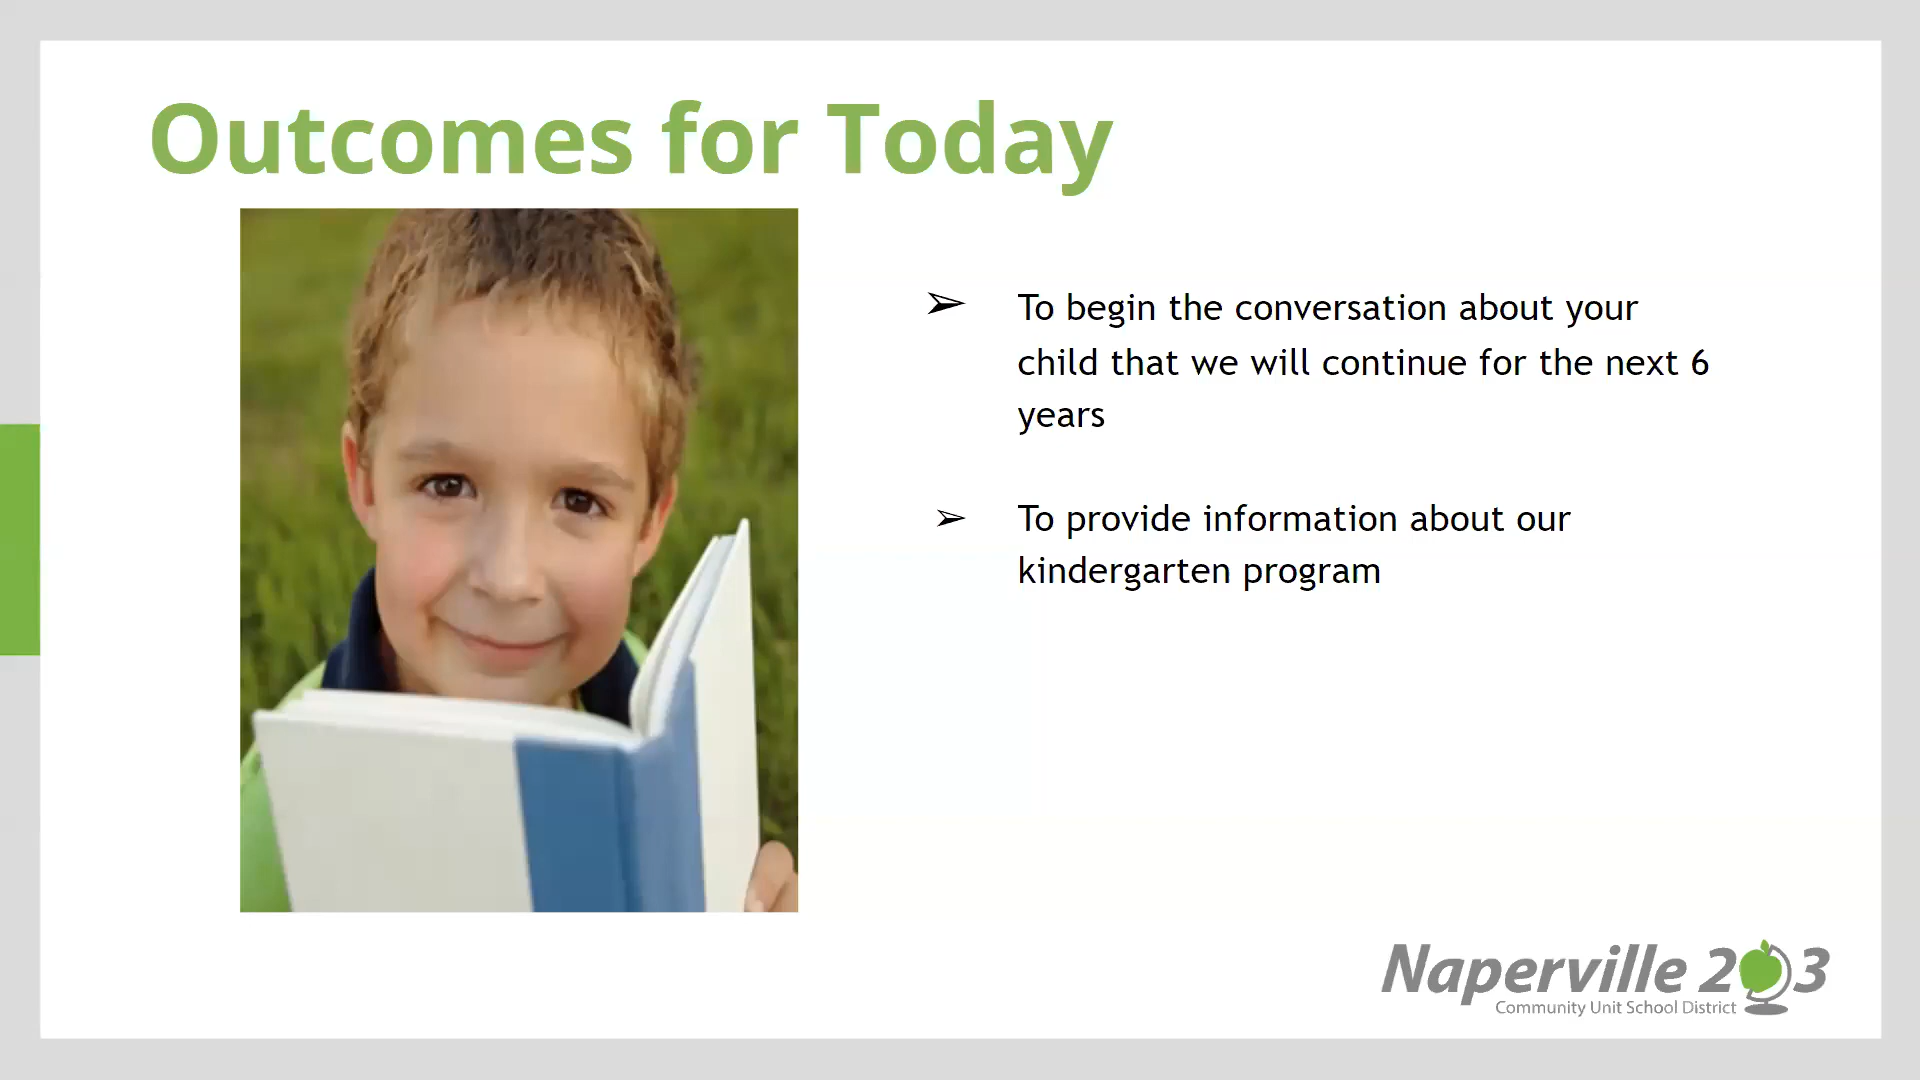 Outcomes for Today
➢ To begin the conversation about your
child that we will continue for the next 6
years
➢ To provide information about our
kindergarten program
Naperville 203
Community Unit School District